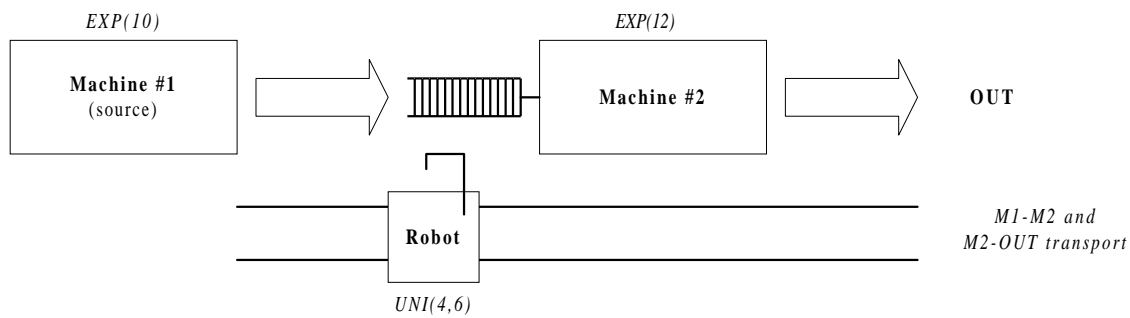 EXP(10)
EXP(12)
Machine #1
(source)
Machine #2
OUT
Robot
M1-M2 and
M2-OUT transport
UNI(4,6)